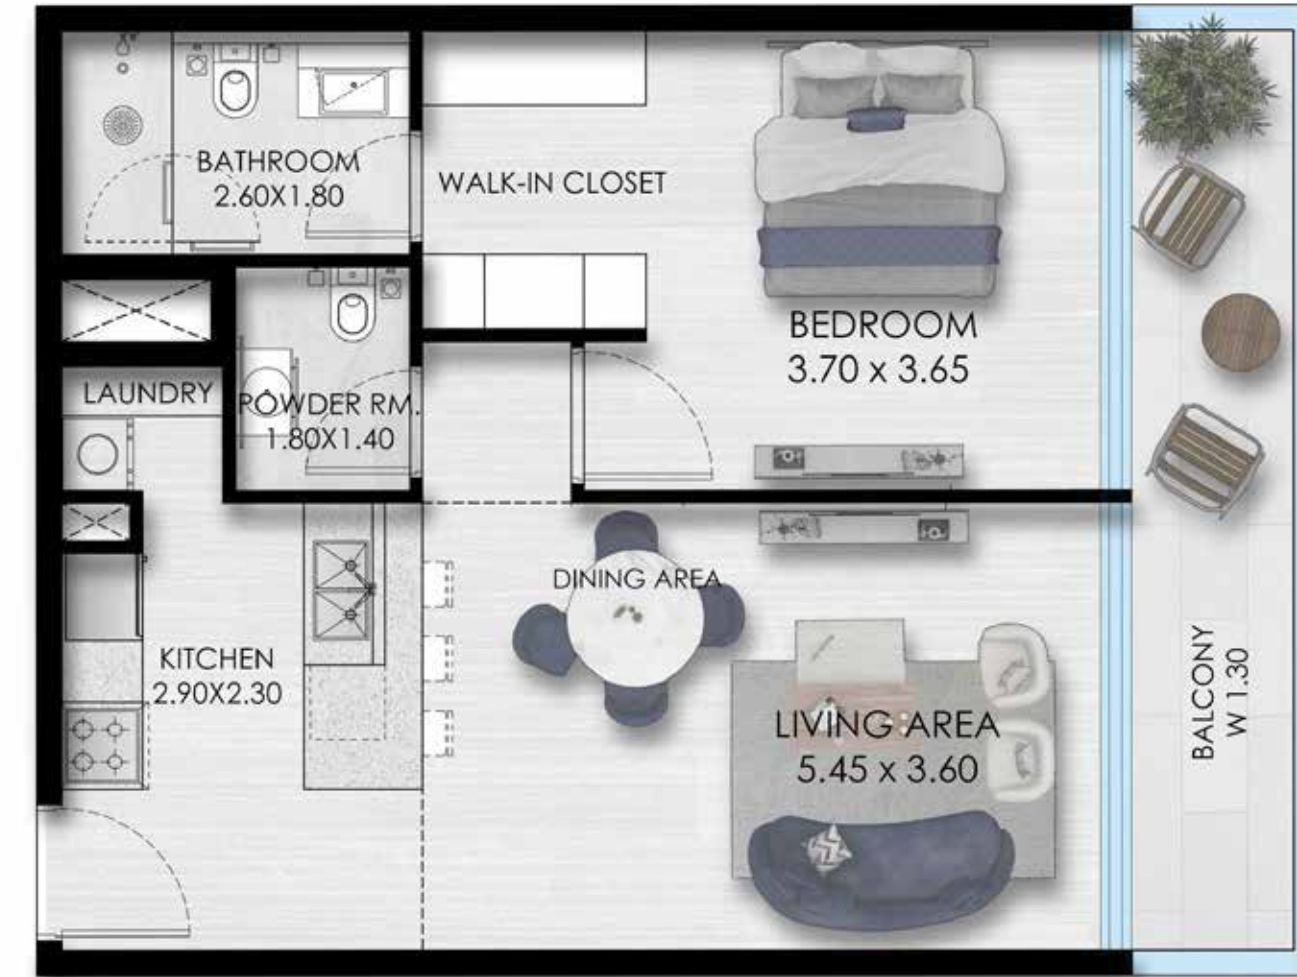 BATHROOM
2.60X1.80
WALK-IN CLOSET
BEDROOM
3.70 x 3.65
LAUNDRY
POWDER RM.
1.80X1.40
DINING AREA
KITCHEN
2.90X2.30
LIVING AREA
5.45 x 3.60
BALCONY
W 1.30